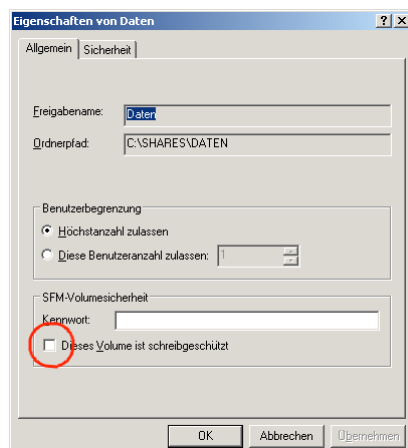 Eigenschaften von Daten
Allgemein Sicherheit
Freigabename: Daten
Ordnerpfad: C:\SHARES\DATEN
Benutzerbegrenzung
Höchstanzahl zulassen
Diese Benutzeranzahl zulassen: 1
SFM-Volumesicherheit
Kennwort:
Dieses Volume ist schreibgeschützt
OK Abbrechen Übernehmen